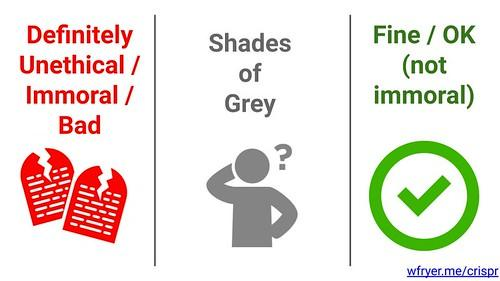 Definitely
Unethical /
Immoral /
Bad
Shades
of
Grey
?
Fine / OK
(not
immoral)
wfryer.me/crispr